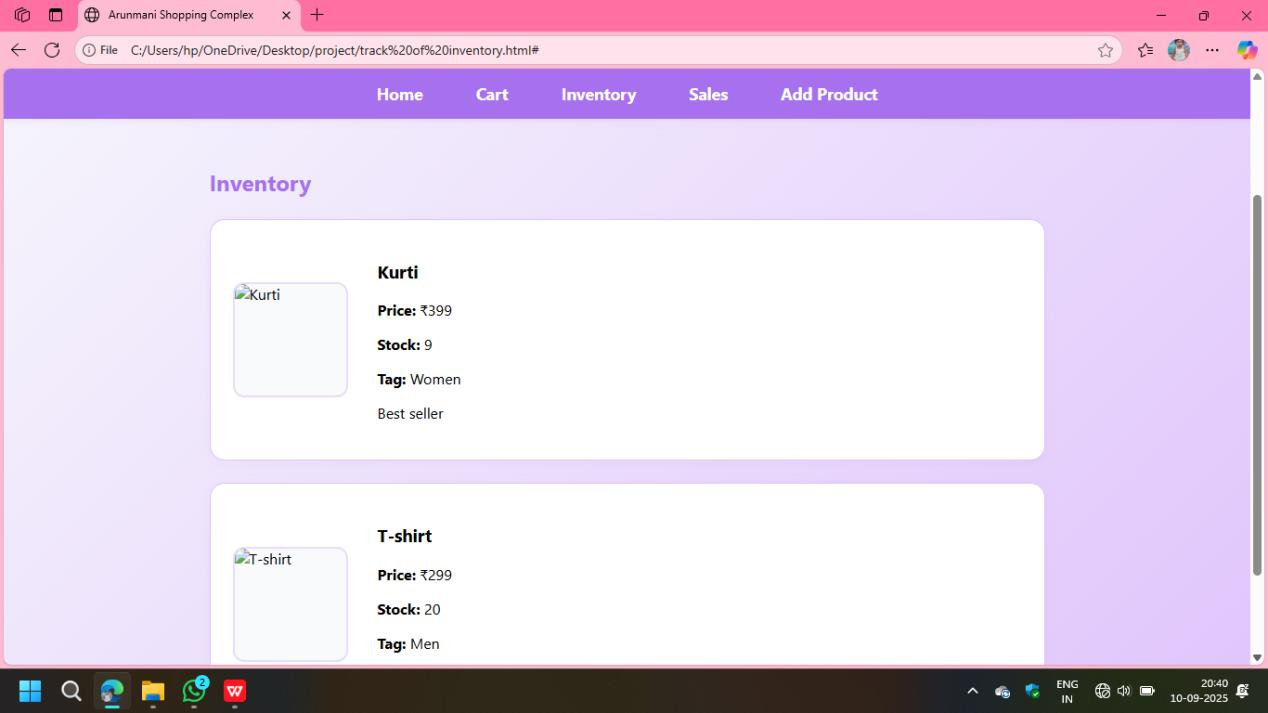 Arunmani Shopping Complex
File C:/Users/hp/OneDrive/Desktop/project/track%20of%20inventory.html#
Home Cart Inventory Sales Add Product
Inventory
Kurti
Kurti
Price: ₹399
Stock: 9
Tag: Women
Best seller
T-shirt
T-shirt
Price: ₹299
Stock: 20
Tag: Men
2
W
ENG
IN
20:40
10-09-2025